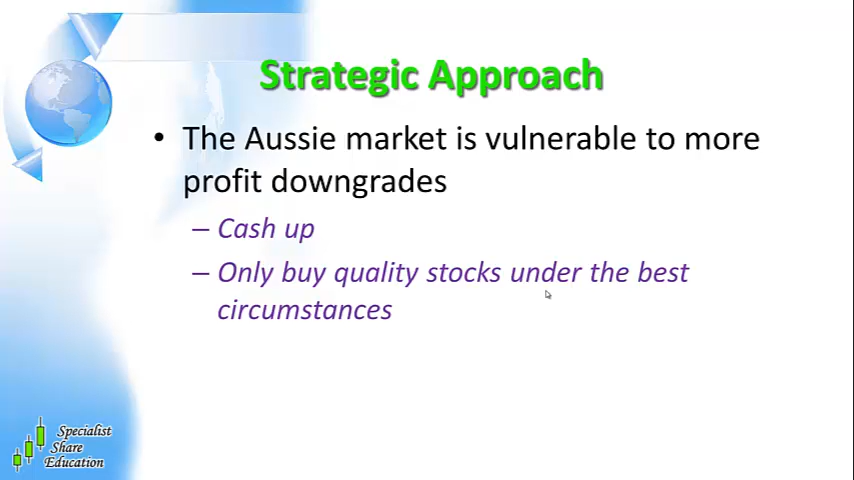 Strategic Approach
• The Aussie market is vulnerable to more
profit downgrades
– Cash up
– Only buy quality stocks under the best
circumstances
Specialist
Share
Education